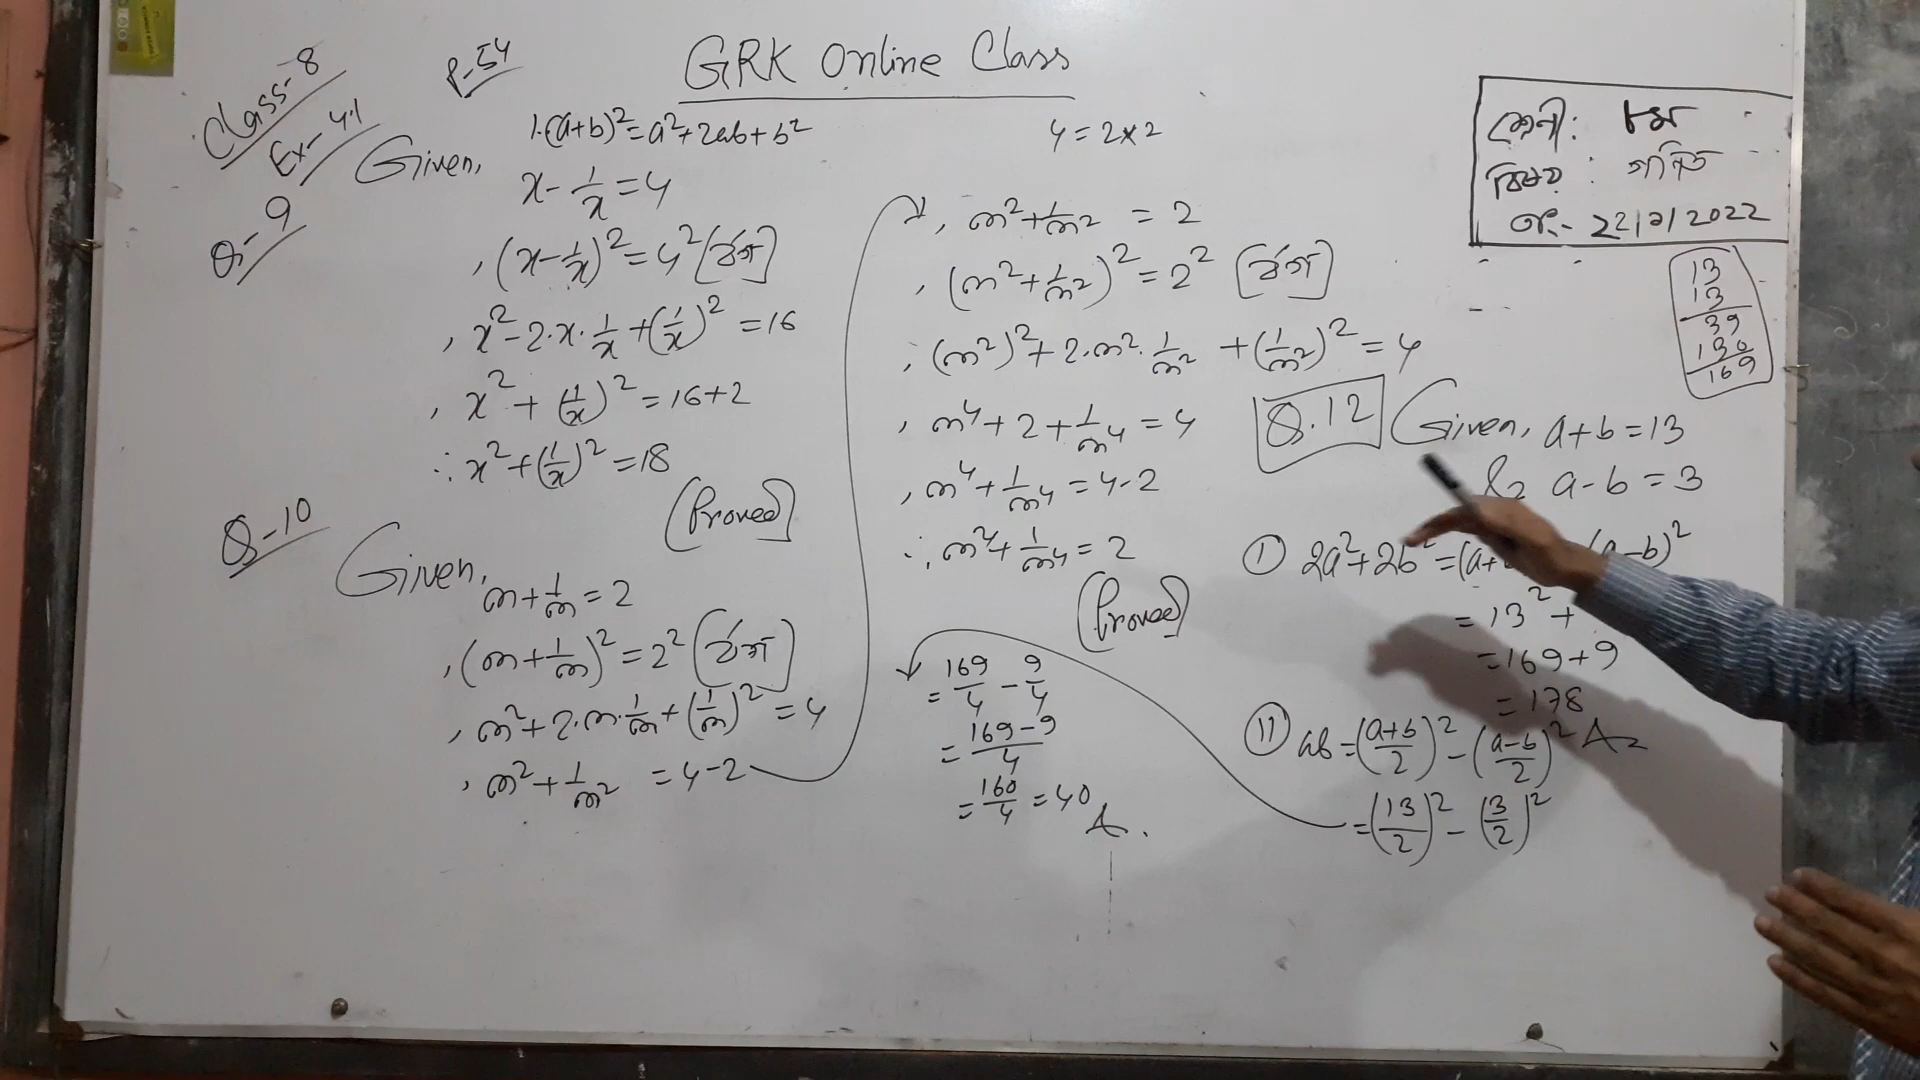 GRK Online Class
Class-8
Ex-4.1
P-54
1.(a+b)²=a²+2ab+b²
4=2×2
Q-9
Given,
x-1/x=4
, (x-1/x)²=4² [বর্গ]
, x²-2.x.1/x+(1/x)²=16
, x²+(1/x)²=16+2
∴x²+(1/x)²=18
(Proved)
Q-10
Given,
m+1/m=2
, (m+1/m)²=2² [বর্গ]
, m²+2.m.1/m+(1/m)²=4
, m²+1/m²=4-2
, m²+1/m²=2
, (m²+1/m²)²=2² [বর্গ]
, (m²)²+2.m².1/m²+(1/m²)²=4
, m⁴+2+1/m⁴=4
, m⁴+1/m⁴=4-2
∴m⁴+1/m⁴=2
(Proved)
শ্রেনী: ৮ম
বিষয়: গণিত
22/2/2022
13
13
39
130
169
Q.12
Given, a+b=13
& a-b=3
(I) 2a²+2b²=(a+ (a-b)²
=13²+
=169+9
=178
A
(II) ab=((a+b)/2)²-((a-b)/2)²
=(13/2)²-(3/2)²
=169/4-9/4
=(169-9)/4
=160/4=40
A.